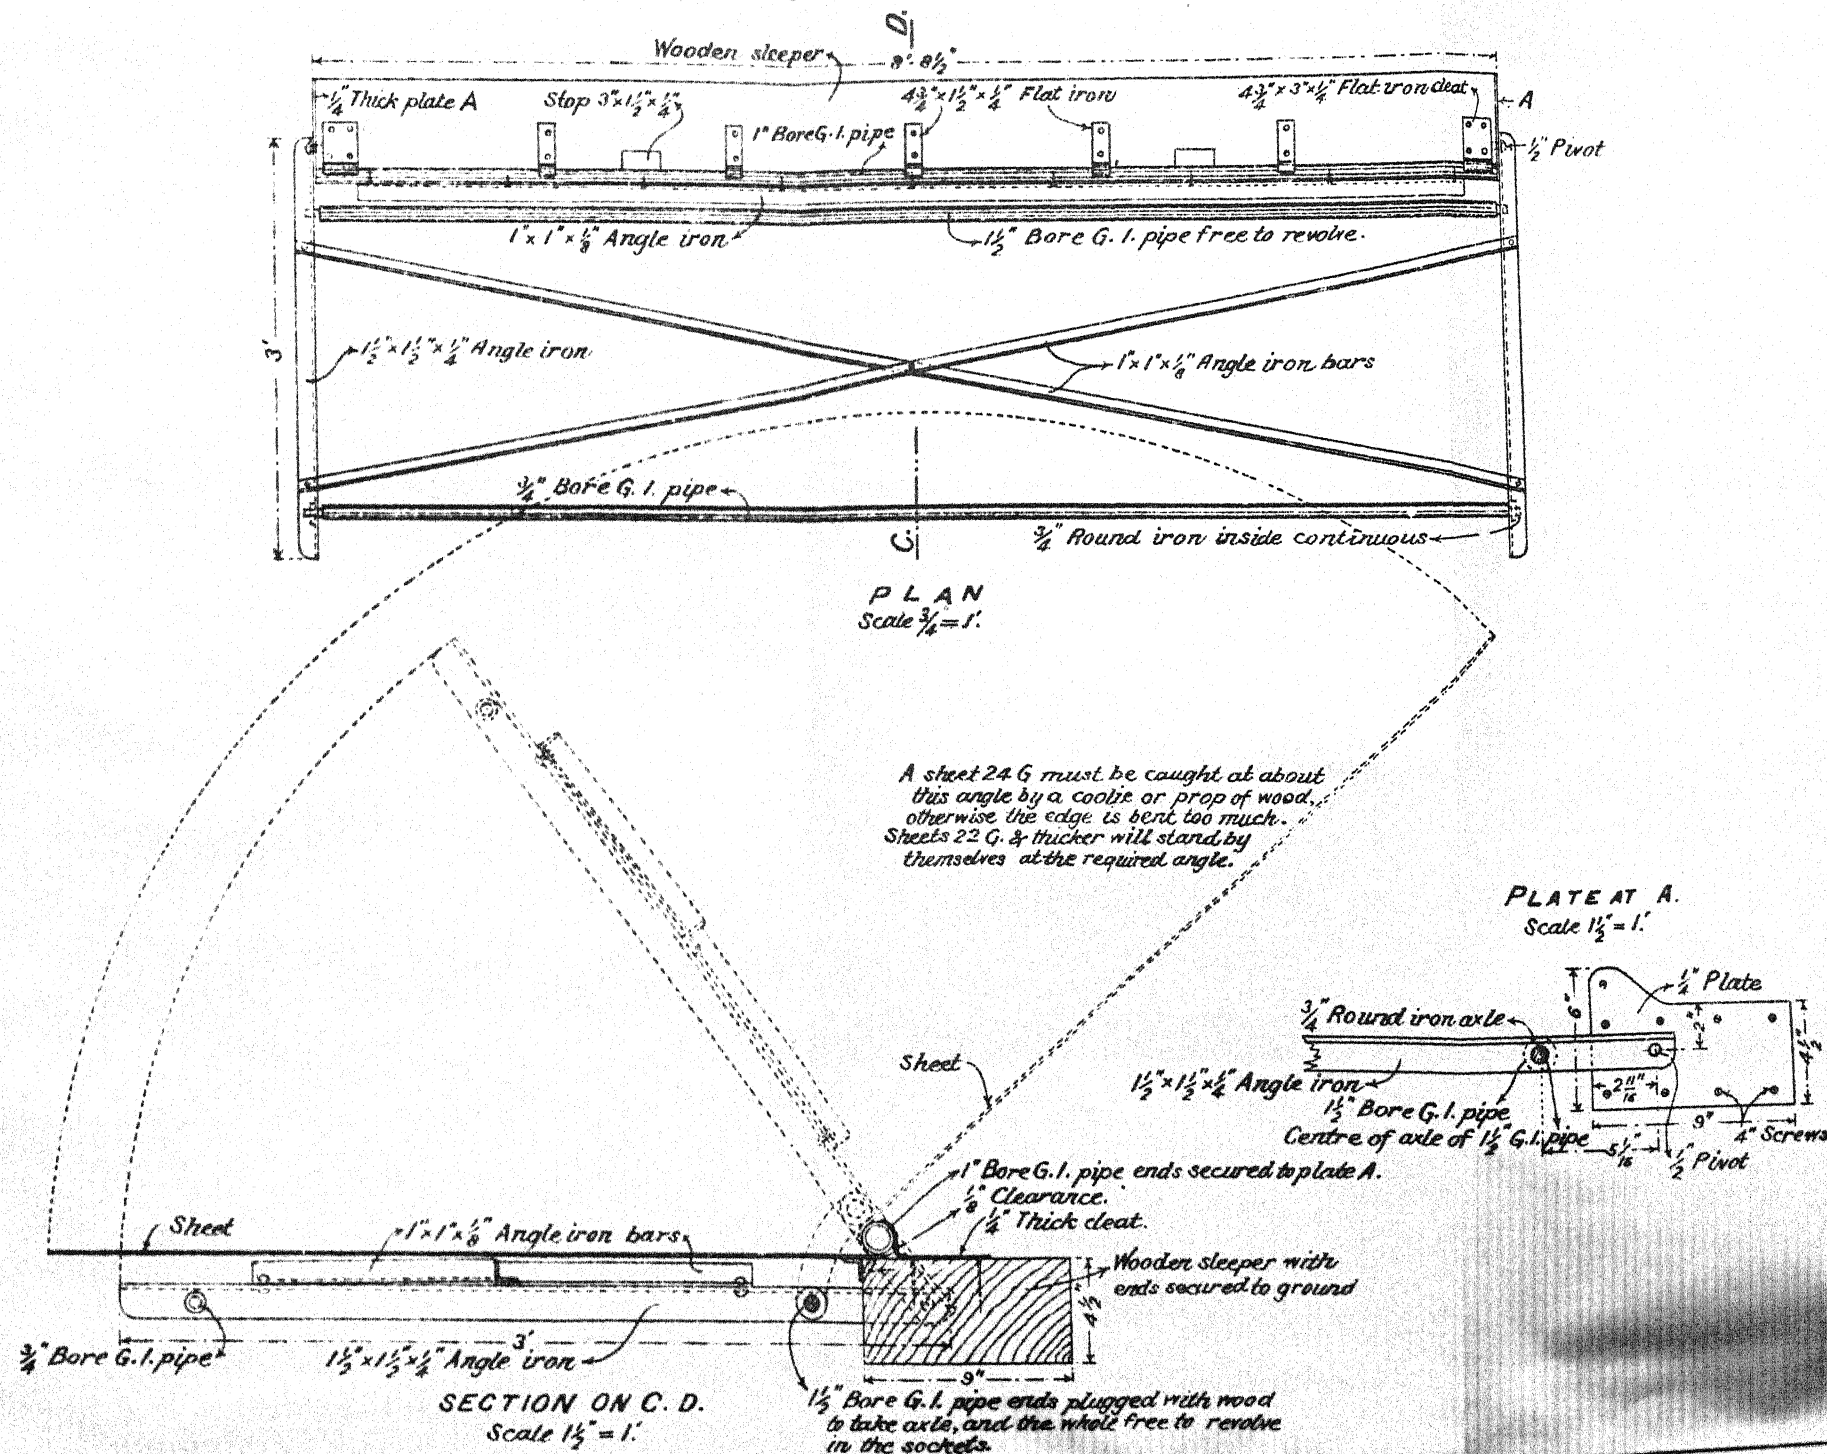 D.
Wooden sleeper
8'-8½"
¼" Thick plate A
Stop 3"×1½"×¼"
4¾"×1½"×¼" Flat iron
4¾"×3"×¼" Flat iron cleat
A
1" Bore G.I. pipe
½" Pivot
1"×1"×⅛" Angle iron
1½" Bore G.I. pipe free to revolve.
3'
1½"×1½"×¼" Angle iron
1"×1"×⅛" Angle iron bars
¾" Bore G.I. pipe
C.
¾" Round iron inside continuous
PLAN
Scale ¾"=1'.
A sheet 24 G must be caught at about
this angle by a coolie or prop of wood,
otherwise the edge is bent too much.
Sheets 22 G. & thicker will stand by
themselves at the required angle.
PLATE AT A.
Scale 1½"=1'.
¼" Plate
6"
¾" Round iron axle
2"
4½"
1½"×1½"×¼" Angle iron
2 11/16"
1½" Bore G.I. pipe
9"
Centre of axle of 1½" G.I. pipe
4" Screws
5 1/16"
½" Pivot
Sheet
1" Bore G.I. pipe ends secured to plate A.
⅛" Clearance.
¼" Thick cleat.
Sheet
1"×1"×⅛" Angle iron bars
Wooden sleeper with
ends secured to ground
4½"
3'
¾" Bore G.I. pipe
1½"×1½"×¼" Angle iron
9"
SECTION ON C. D.
Scale 1½"=1'.
1½" Bore G.I. pipe ends plugged with wood
to take axle, and the whole free to revolve
in the sockets.